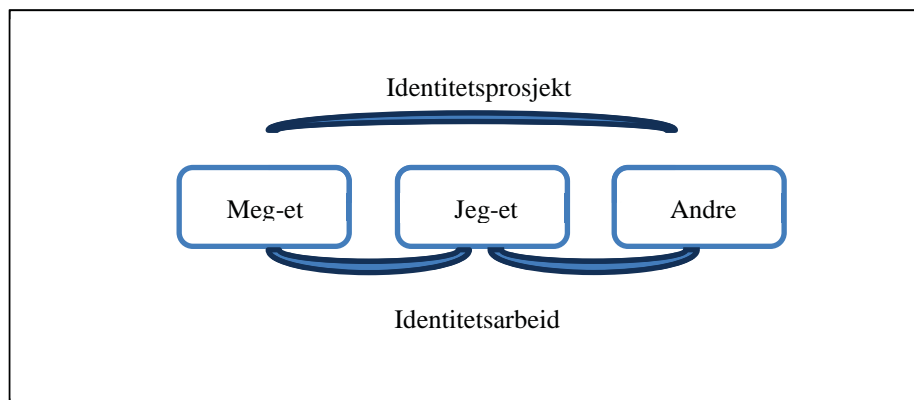 Identitetsprosjekt
Meg-et
Jeg-et
Andre
Identitetsarbeid